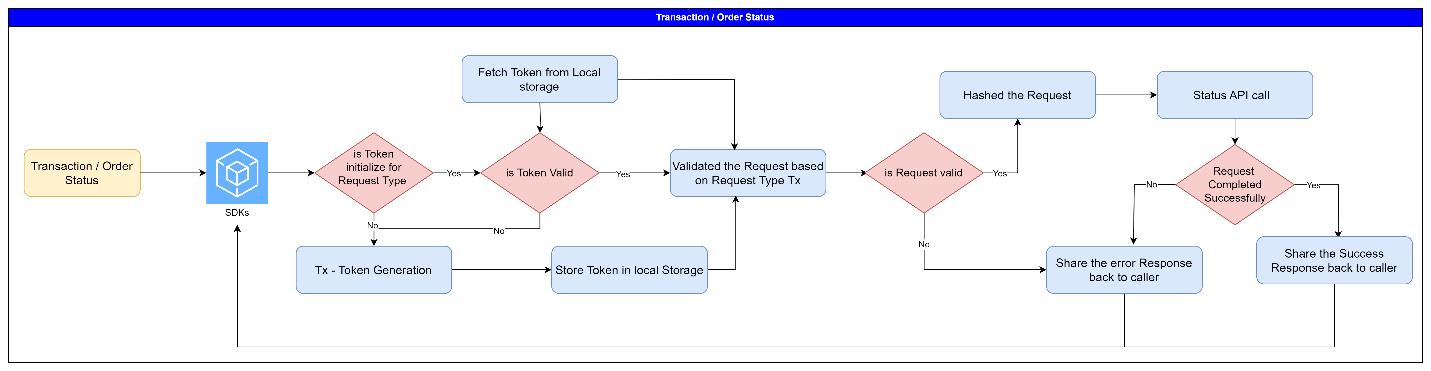 Transaction / Order Status
Fetch Token from Local
storage
Hashed the Request
Status API call
Transaction / Order
Status
SDKs
is Token
initialize for
Request Type
Yes
is Token Valid
Yes
Validated the Request based
on Request Type Tx
is Request valid
Yes
Request
Completed
Successfully
No
Yes
No
No
No
Tx - Token Generation
Store Token in local Storage
Share the error Response
back to caller
Share the Success
Response back to caller